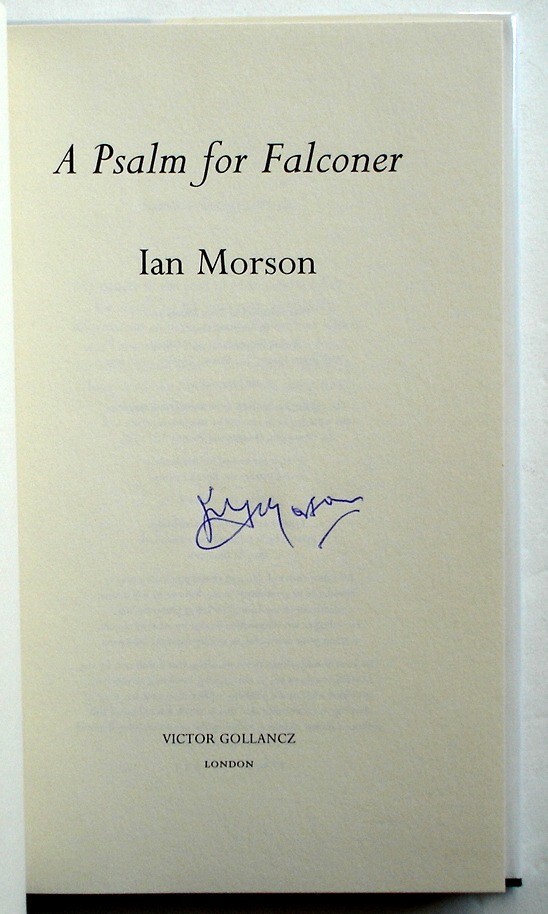 A Psalm for Falconer
Ian Morson
VICTOR GOLLANCZ
LONDON